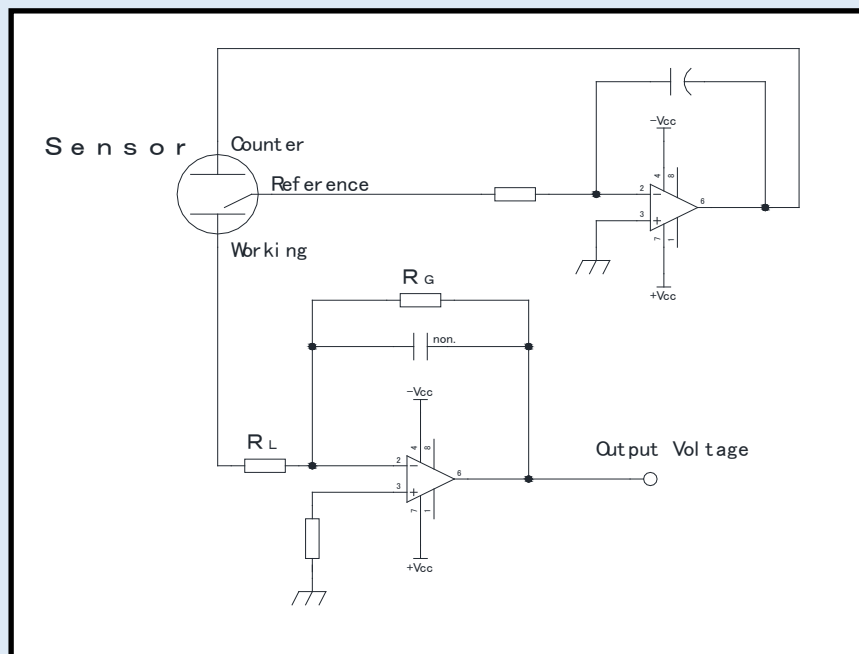 Sensor
Counter
Reference
Working
-Vcc
4
8
2
3
6
7
1
+Vcc
RG
non.
-Vcc
4
8
RL
2
3
6
7
1
+Vcc
Output Voltage